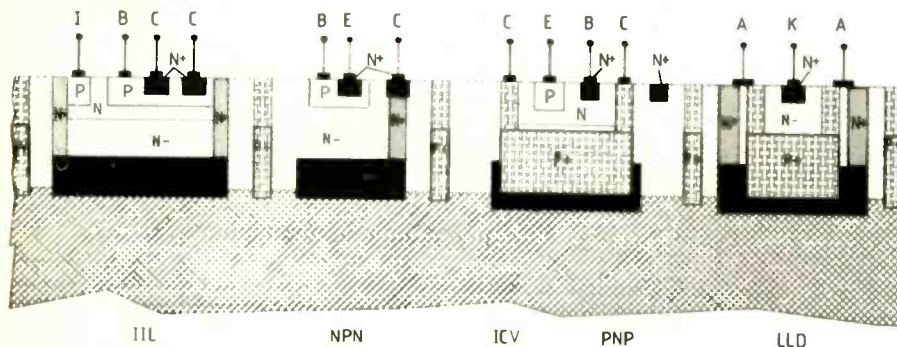 I B C C B E C C E B C A K A
N+ N+ N+ N+ N+
P P P P
N N
N- N- N-
N+ N+ N+ N+
P+ P+
IIL NPN ICV PNP LLD